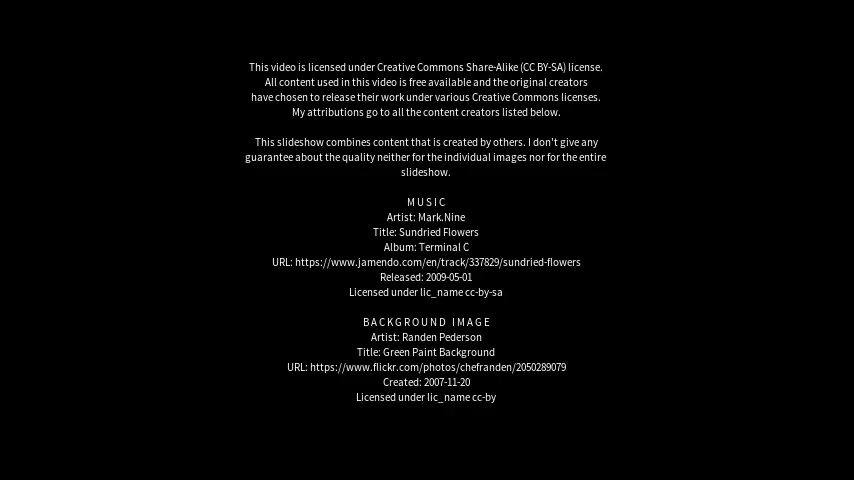 This video is licensed under Creative Commons Share-Alike (CC BY-SA) license.
All content used in this video is free available and the original creators
have chosen to release their work under various Creative Commons licenses.
My attributions go to all the content creators listed below.
This slideshow combines content that is created by others. I don't give any
guarantee about the quality neither for the individual images nor for the entire
slideshow.
MUSIC
Artist: Mark.Nine
Title: Sundried Flowers
Album: Terminal C
URL: https://www.jamendo.com/en/track/337829/sundried-flowers
Released: 2009-05-01
Licensed under lic_name cc-by-sa
BACKGROUND IMAGE
Artist: Randen Pederson
Title: Green Paint Background
URL: https://www.flickr.com/photos/chefranden/2050289079
Created: 2007-11-20
Licensed under lic_name cc-by